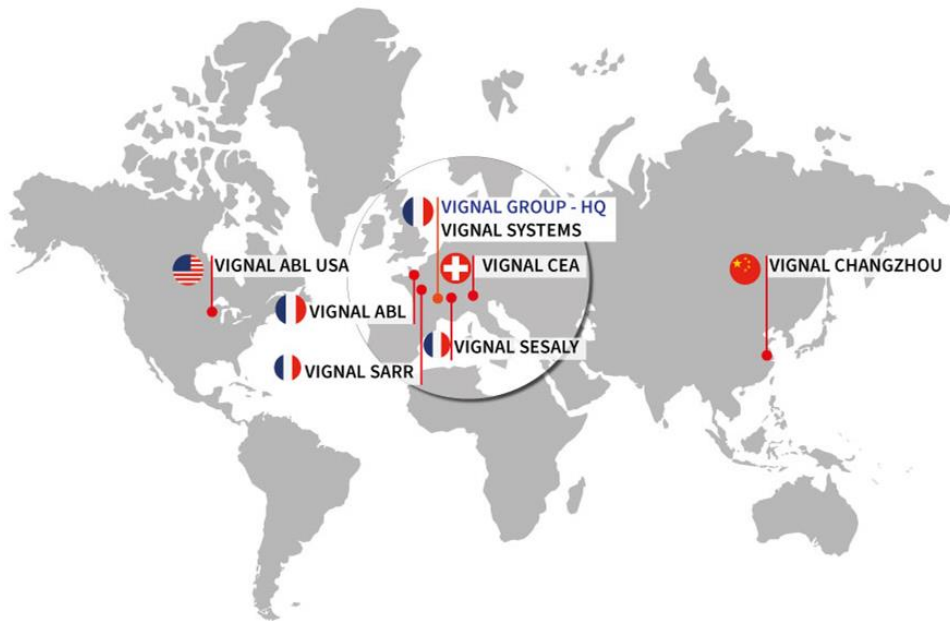 VIGNAL GROUP - HQ
VIGNAL SYSTEMS
VIGNAL ABL USA
VIGNAL CEA
VIGNAL CHANGZHOU
VIGNAL ABL
VIGNAL SESALY
VIGNAL SARR